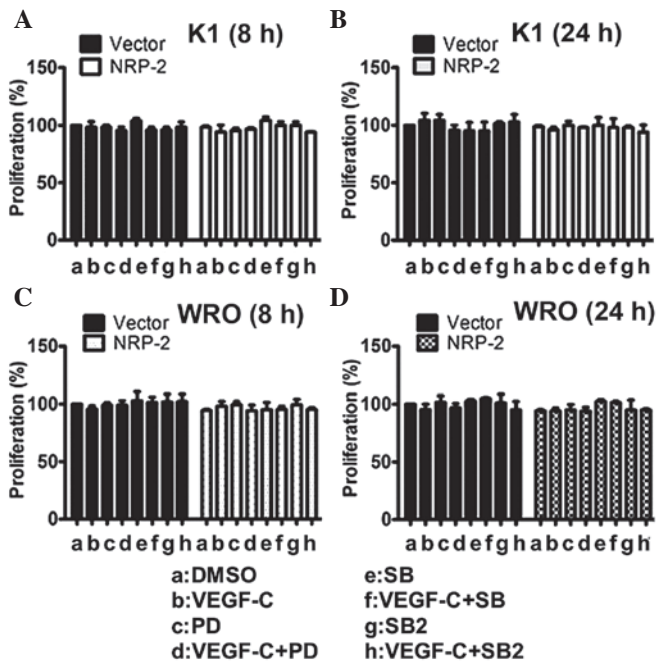 A
K1 (8 h)
Vector
NRP-2
Proliferation (%)
150
100
50
0
a b c d e f g h a b c d e f g h
B
K1 (24 h)
Vector
NRP-2
Proliferation (%)
150
100
50
0
a b c d e f g h a b c d e f g h
C
WRO (8 h)
Vector
NRP-2
Proliferation (%)
150
100
50
0
a b c d e f g h a b c d e f g h
D
WRO (24 h)
Vector
NRP-2
Proliferation (%)
150
100
50
0
a b c d e f g h a b c d e f g h
a:DMSO
b:VEGF-C
c:PD
d:VEGF-C+PD
e:SB
f:VEGF-C+SB
g:SB2
h:VEGF-C+SB2